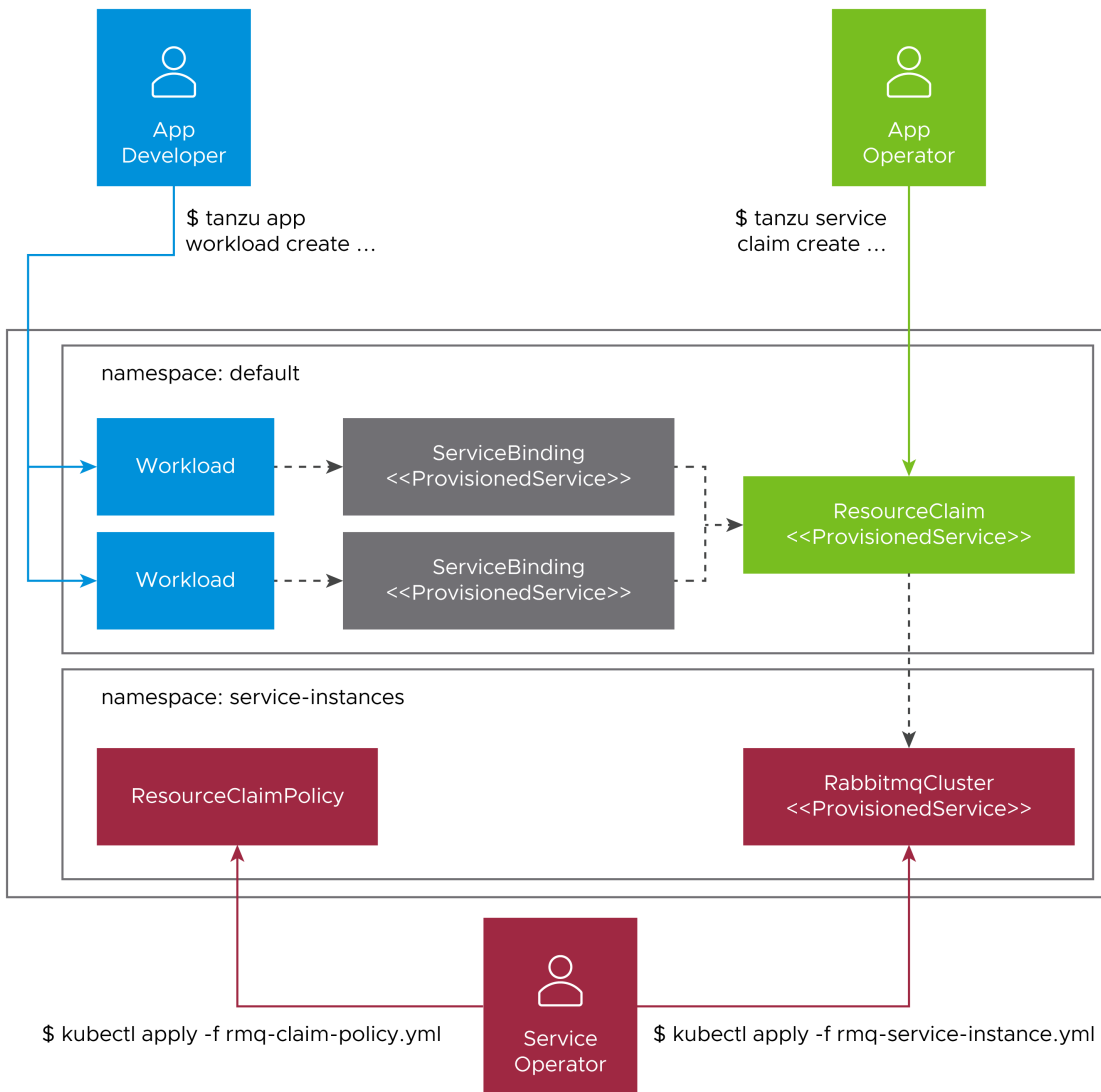 App
Developer
App
Operator
$ tanzu app
workload create ...
$ tanzu service
claim create ...
namespace: default
Workload
ServiceBinding
<<ProvisionedService>>
ResourceClaim
<<ProvisionedService>>
Workload
ServiceBinding
<<ProvisionedService>>
namespace: service-instances
ResourceClaimPolicy
RabbitmqCluster
<<ProvisionedService>>
$ kubectl apply -f rmq-claim-policy.yml
Service
Operator
$ kubectl apply -f rmq-service-instance.yml